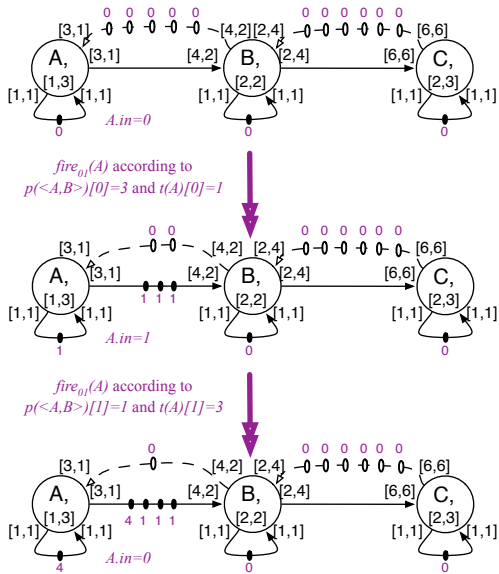 0 0 0 0 0 0 0 0 0 0 0
[3,1] [4,2] [2,4] [6,6]
A, [3,1] [4,2] B, [2,4] [6,6] C,
[1,3] [2,2] [2,3]
[1,1] [1,1] [1,1] [1,1] [1,1] [1,1]
0 A.in=0 0 0
fire01(A) according to
p(<A,B>)[0]=3 and t(A)[0]=1
0 0 0 0 0 0 0 0
[3,1] [4,2] [2,4] [6,6]
A, [3,1] [4,2] B, [2,4] [6,6] C,
[1,3] 1 1 1 [2,2] [2,3]
[1,1] [1,1] [1,1] [1,1] [1,1] [1,1]
1 A.in=1 0 0
fire01(A) according to
p(<A,B>)[1]=1 and t(A)[1]=3
0 0 0 0 0 0 0
[3,1] [4,2] [2,4] [6,6]
A, [3,1] [4,2] B, [2,4] [6,6] C,
[1,3] 4 1 1 1 [2,2] [2,3]
[1,1] [1,1] [1,1] [1,1] [1,1] [1,1]
4 A.in=0 0 0